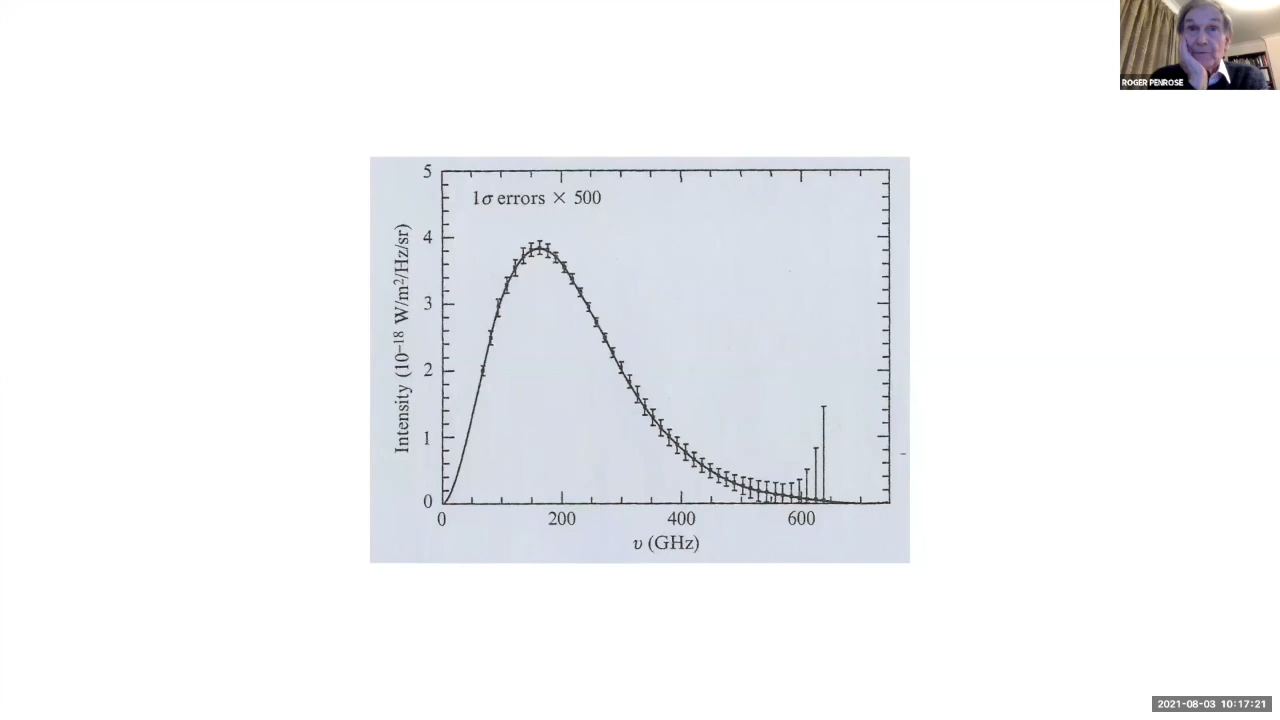 ROGER PENROSE
5
1σ errors × 500
4
3
2
1
0
Intensity (10⁻¹⁸ W/m²/Hz/sr)
0 200 400 600
υ (GHz)
2021-08-03 10:17:21